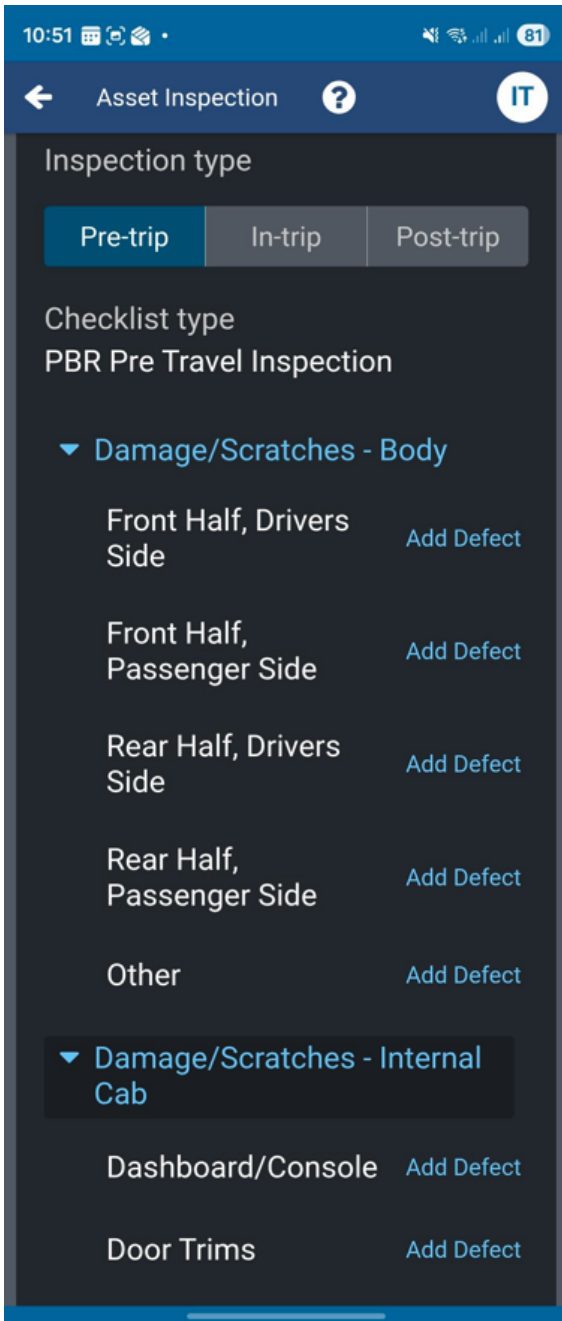 10:51
81
Asset Inspection ?
IT
Inspection type
Pre-trip In-trip Post-trip
Checklist type
PBR Pre Travel Inspection
Damage/Scratches - Body
Front Half, Drivers
Side
Add Defect
Front Half,
Passenger Side
Add Defect
Rear Half, Drivers
Side
Add Defect
Rear Half,
Passenger Side
Add Defect
Other Add Defect
Damage/Scratches - Internal
Cab
Dashboard/Console Add Defect
Door Trims Add Defect